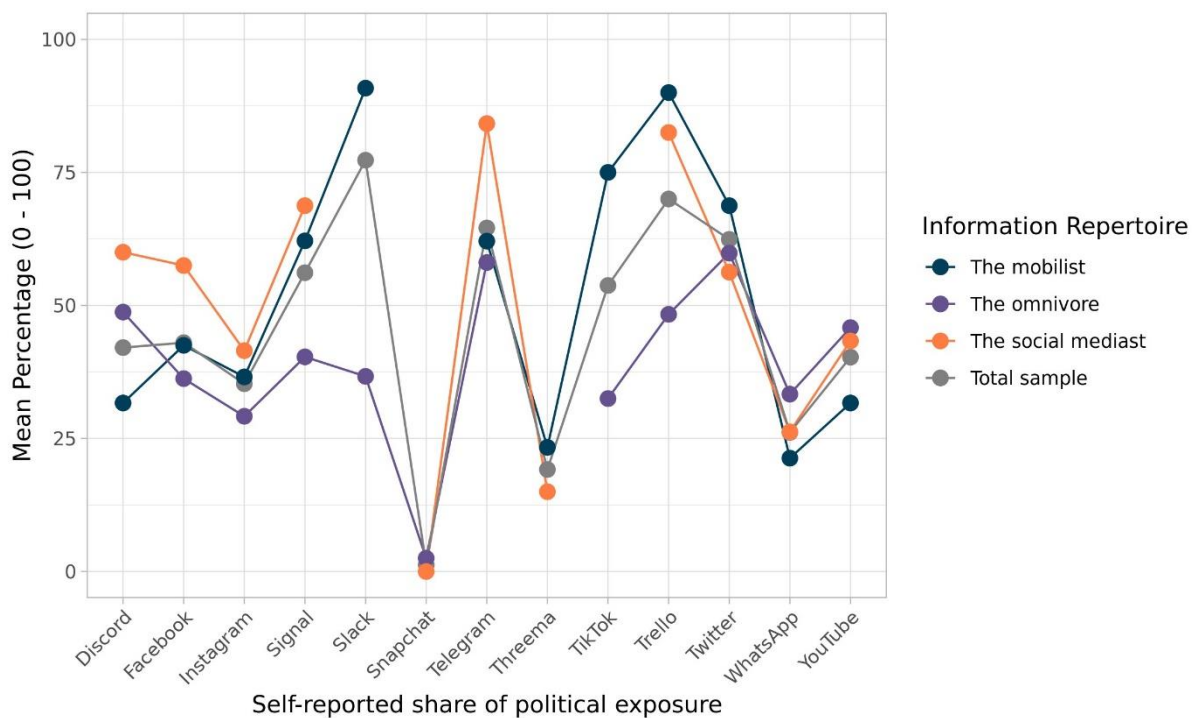 100
75
50
25
0
Mean Percentage (0 - 100)
Discord
Facebook
Instagram
Signal
Slack
Snapchat
Telegram
Threema
TikTok
Trello
Twitter
WhatsApp
YouTube
Self-reported share of political exposure
Information Repertoire
The mobilist
The omnivore
The social mediast
Total sample